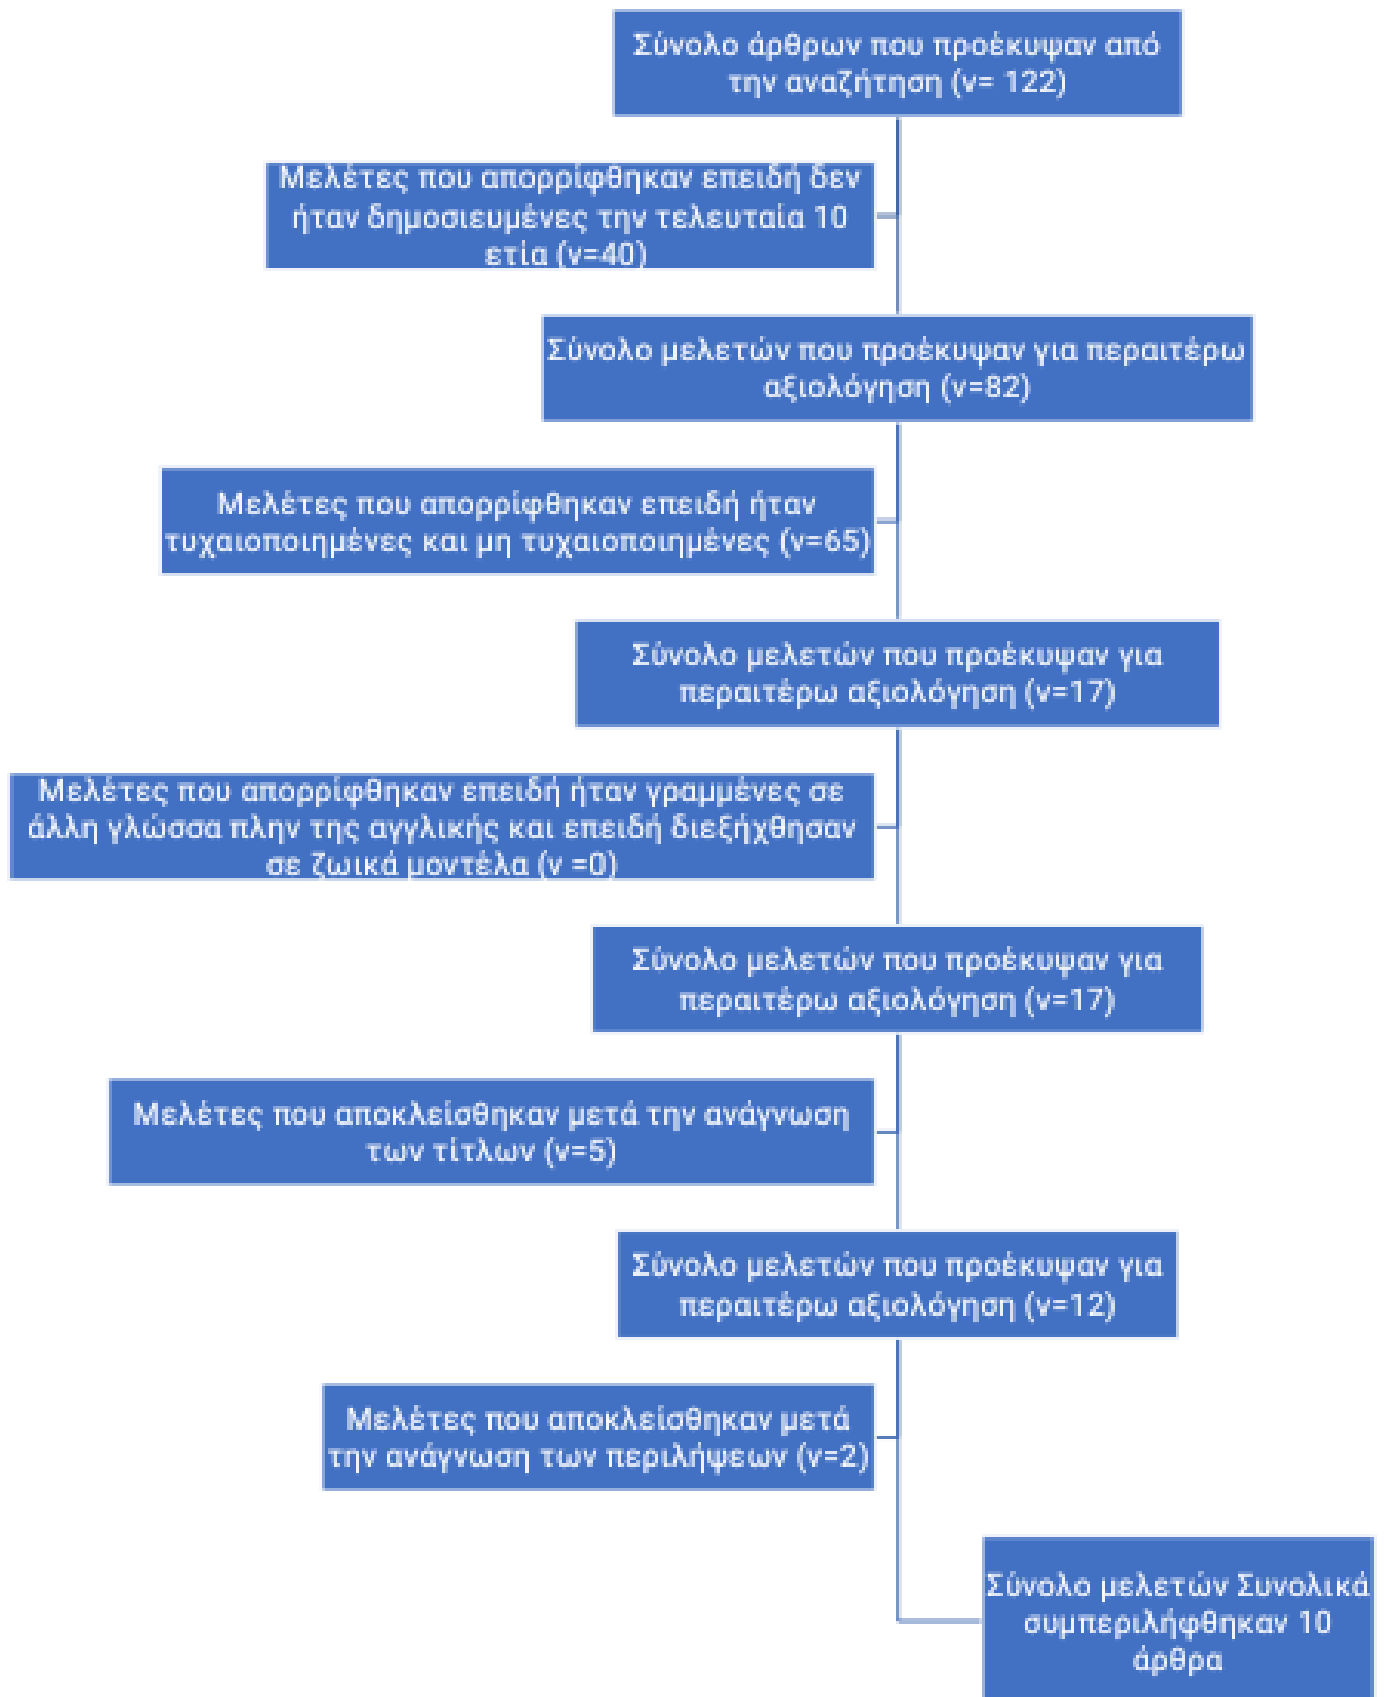 Σύνολο άρθρων που προέκυψαν από
την αναζήτηση (ν= 122)
Μελέτες που απορρίφθηκαν επειδή δεν
ήταν δημοσιευμένες την τελευταία 10
ετία (ν=40)
Σύνολο μελετών που προέκυψαν για περαιτέρω
αξιολόγηση (ν=82)
Μελέτες που απορρίφθηκαν επειδή ήταν
τυχαιοποιημένες και μη τυχαιοποιημένες (ν=65)
Σύνολο μελετών που προέκυψαν για
περαιτέρω αξιολόγηση (ν=17)
Μελέτες που απορρίφθηκαν επειδή ήταν γραμμένες σε
άλλη γλώσσα πλην της αγγλικής και επειδή διεξήχθησαν
σε ζωικά μοντέλα (ν =0)
Σύνολο μελετών που προέκυψαν για
περαιτέρω αξιολόγηση (ν=17)
Μελέτες που αποκλείσθηκαν μετά την ανάγνωση
των τίτλων (ν=5)
Σύνολο μελετών που προέκυψαν για
περαιτέρω αξιολόγηση (ν=12)
Μελέτες που αποκλείσθηκαν μετά
την ανάγνωση των περιλήψεων (ν=2)
Σύνολο μελετών Συνολικά
συμπεριλήφθηκαν 10
άρθρα